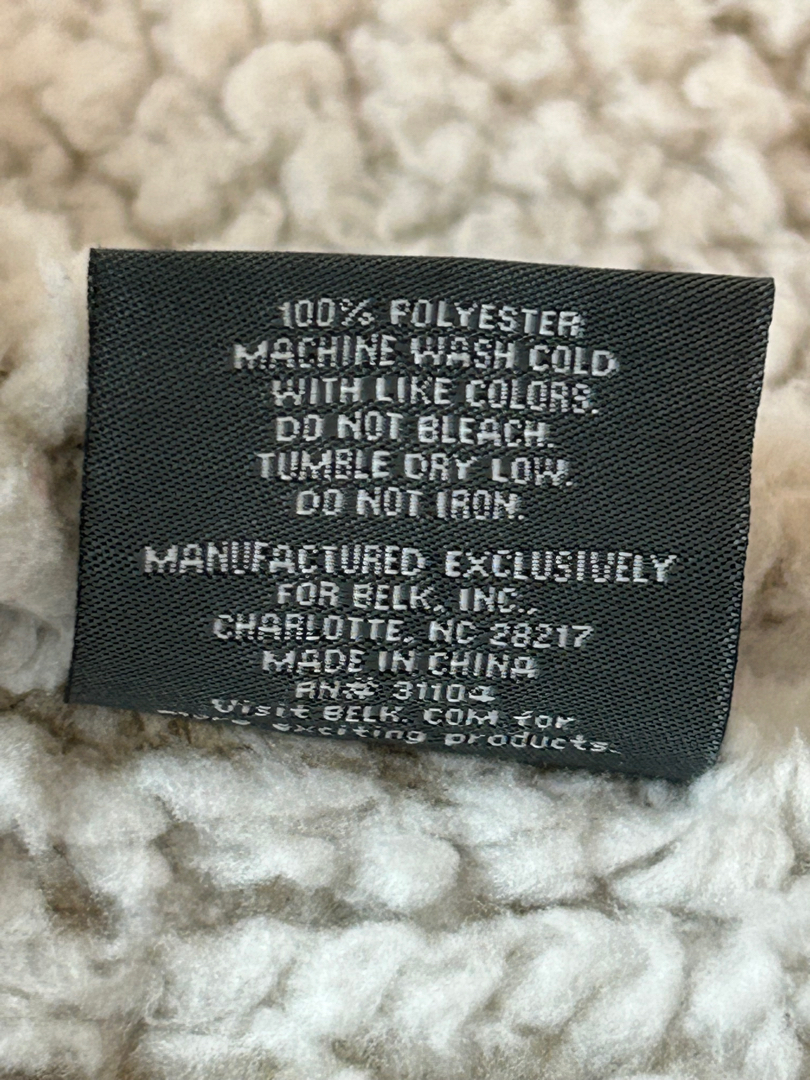 100% POLYESTER.
MACHINE WASH COLD
WITH LIKE COLORS.
DO NOT BLEACH.
TUMBLE DRY LOW.
DO NOT IRON.
MANUFACTURED EXCLUSIVELY
FOR BELK, INC.,
CHARLOTTE, NC 28217
MADE IN CHINA
RN# 31104
Visit BELK. COM for
more exciting products.